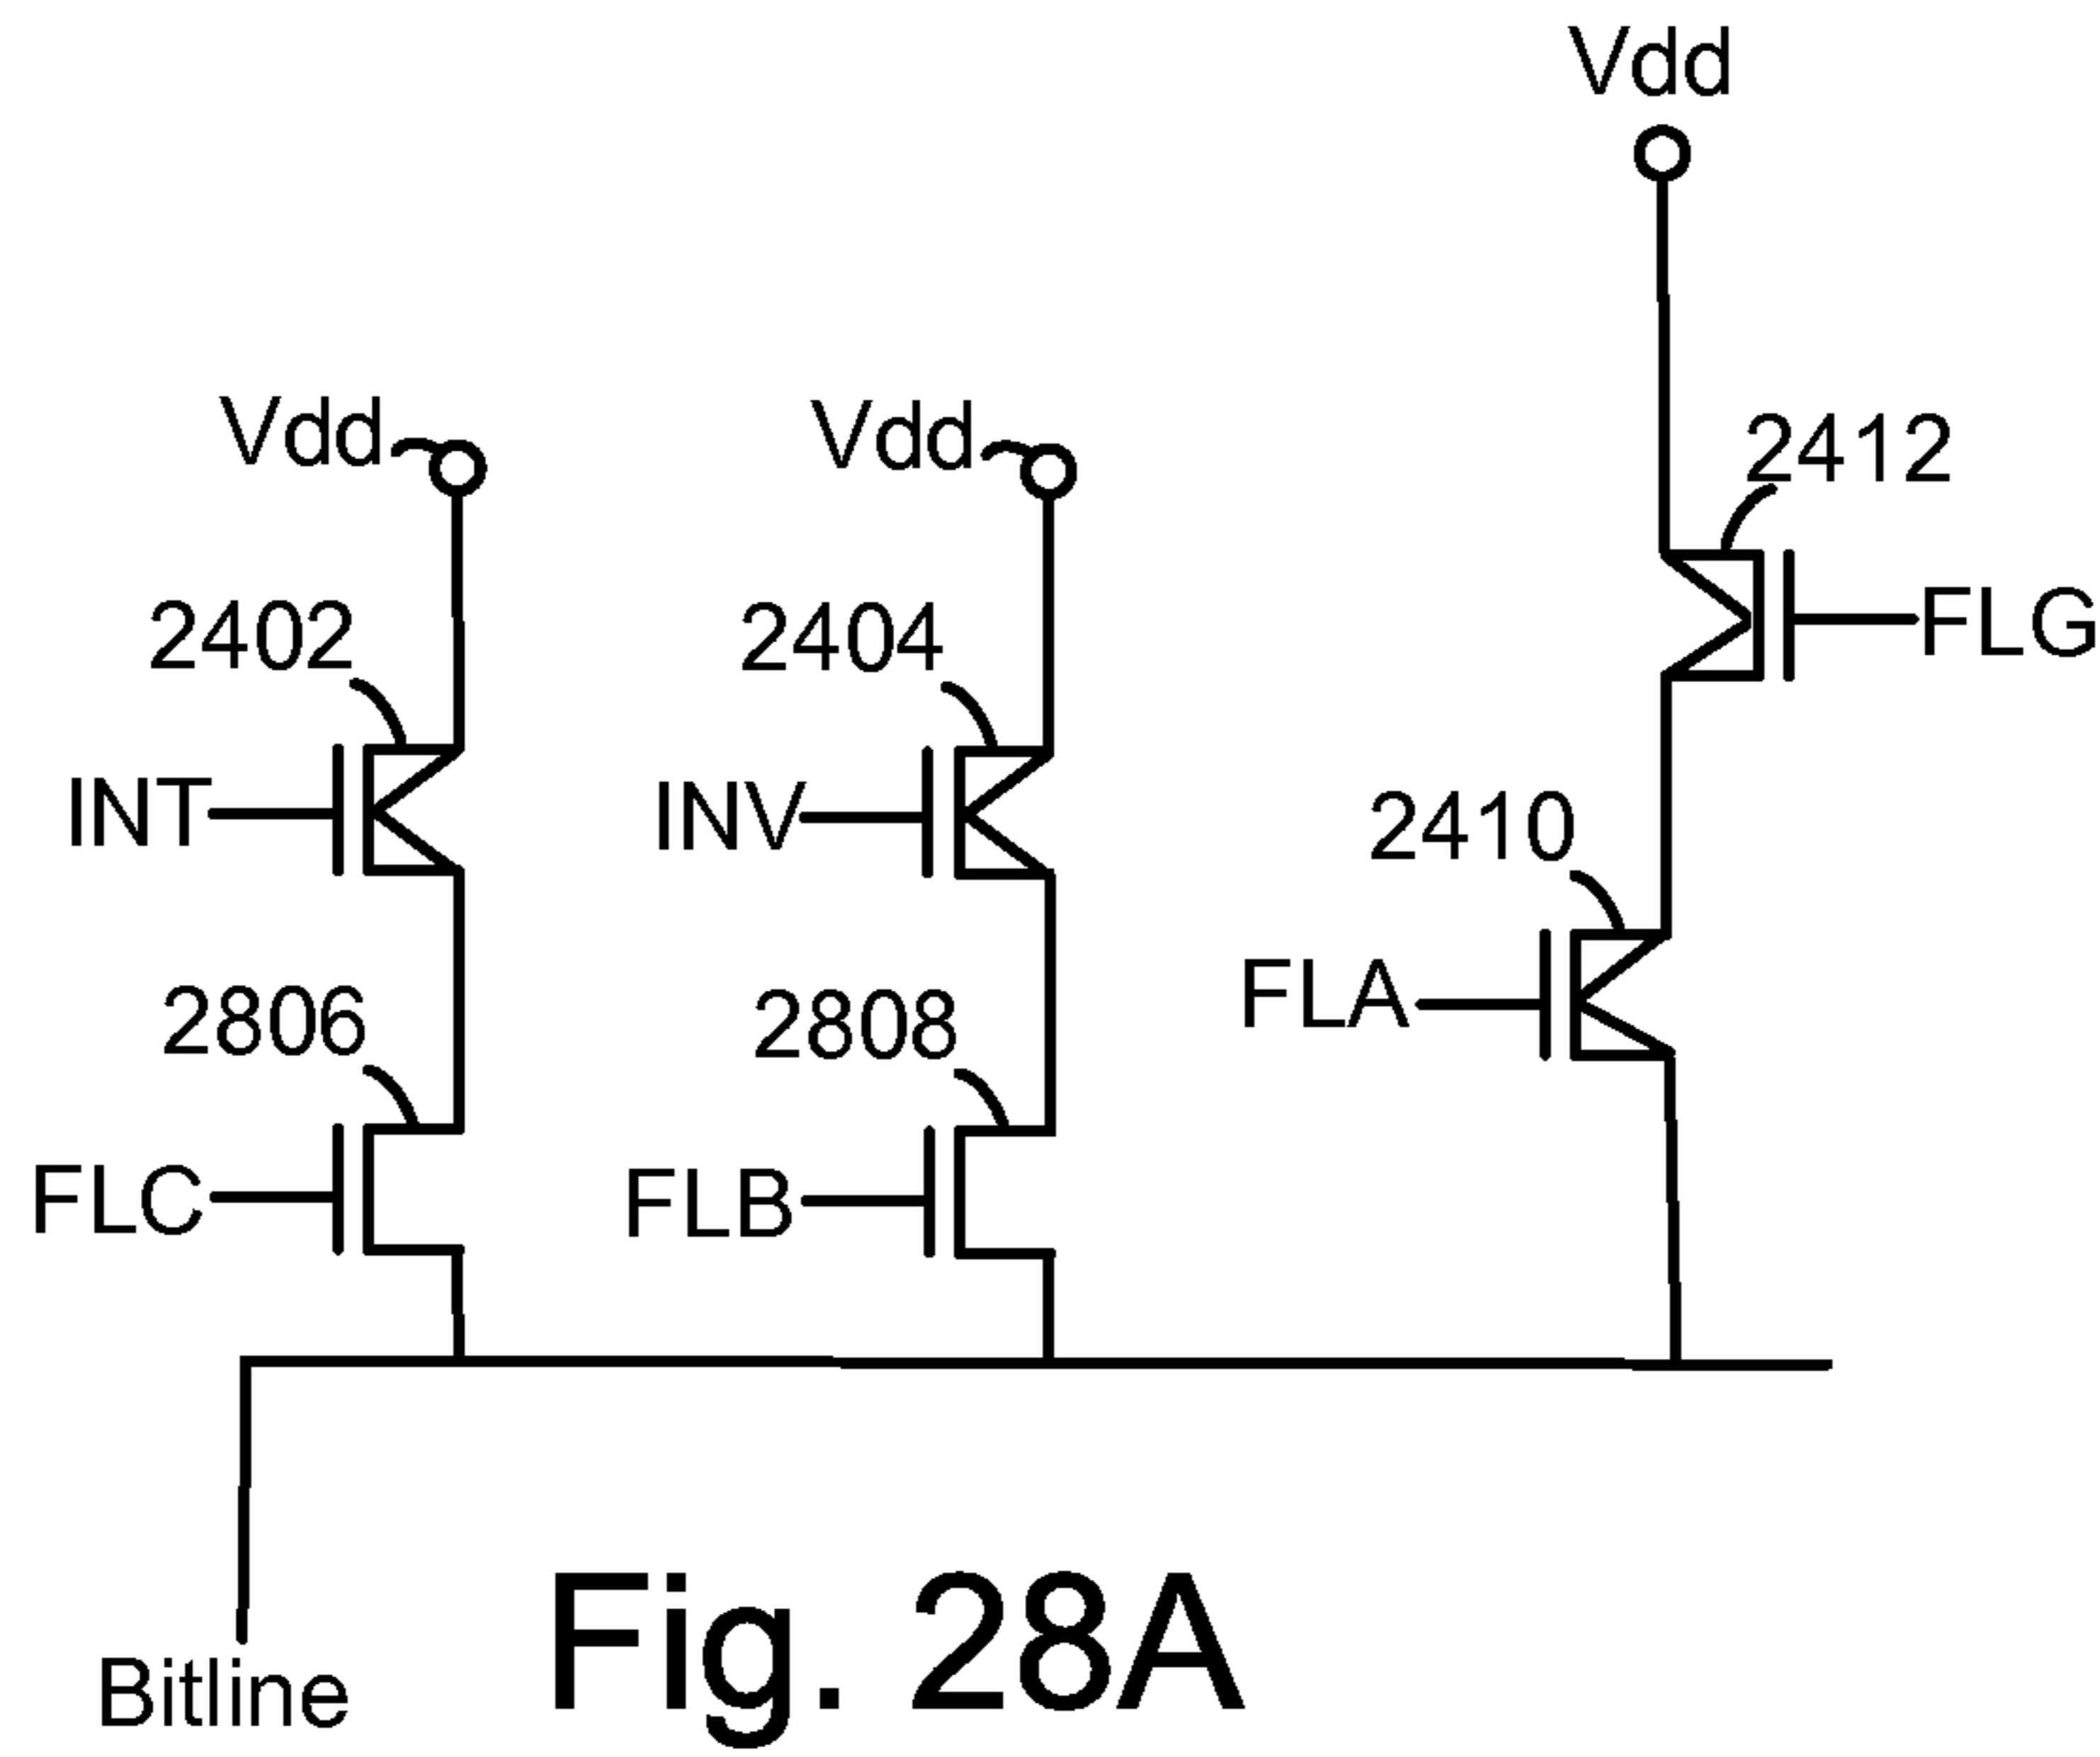 Vdd
Vdd
Vdd
2412
2402
2404
FLG
INT
INV
2410
FLA
2806
2808
FLC
FLB
Bitline
Fig. 28A